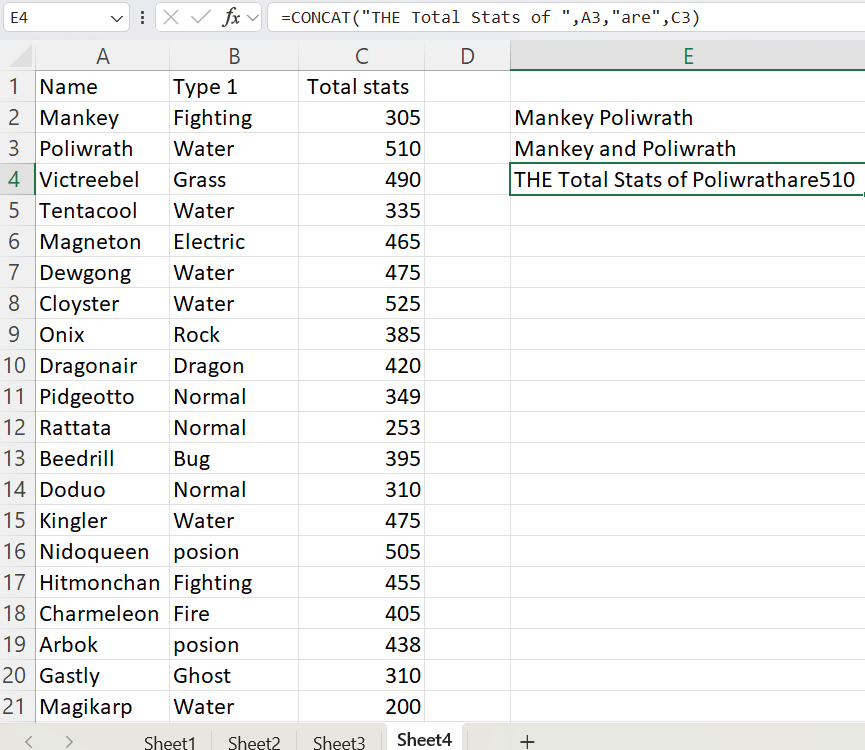 E4 fx =CONCAT("THE Total Stats of ",A3,"are",C3)
A B C D E
1 Name Type 1 Total stats
2 Mankey Fighting 305 Mankey Poliwrath
3 Poliwrath Water 510 Mankey and Poliwrath
4 Victreebel Grass 490 THE Total Stats of Poliwrathare510
5 Tentacool Water 335
6 Magneton Electric 465
7 Dewgong Water 475
8 Cloyster Water 525
9 Onix Rock 385
10 Dragonair Dragon 420
11 Pidgeotto Normal 349
12 Rattata Normal 253
13 Beedrill Bug 395
14 Doduo Normal 310
15 Kingler Water 475
16 Nidoqueen posion 505
17 Hitmonchan Fighting 455
18 Charmeleon Fire 405
19 Arbok posion 438
20 Gastly Ghost 310
21 Magikarp Water 200
Sheet1 Sheet2 Sheet3 Sheet4 +